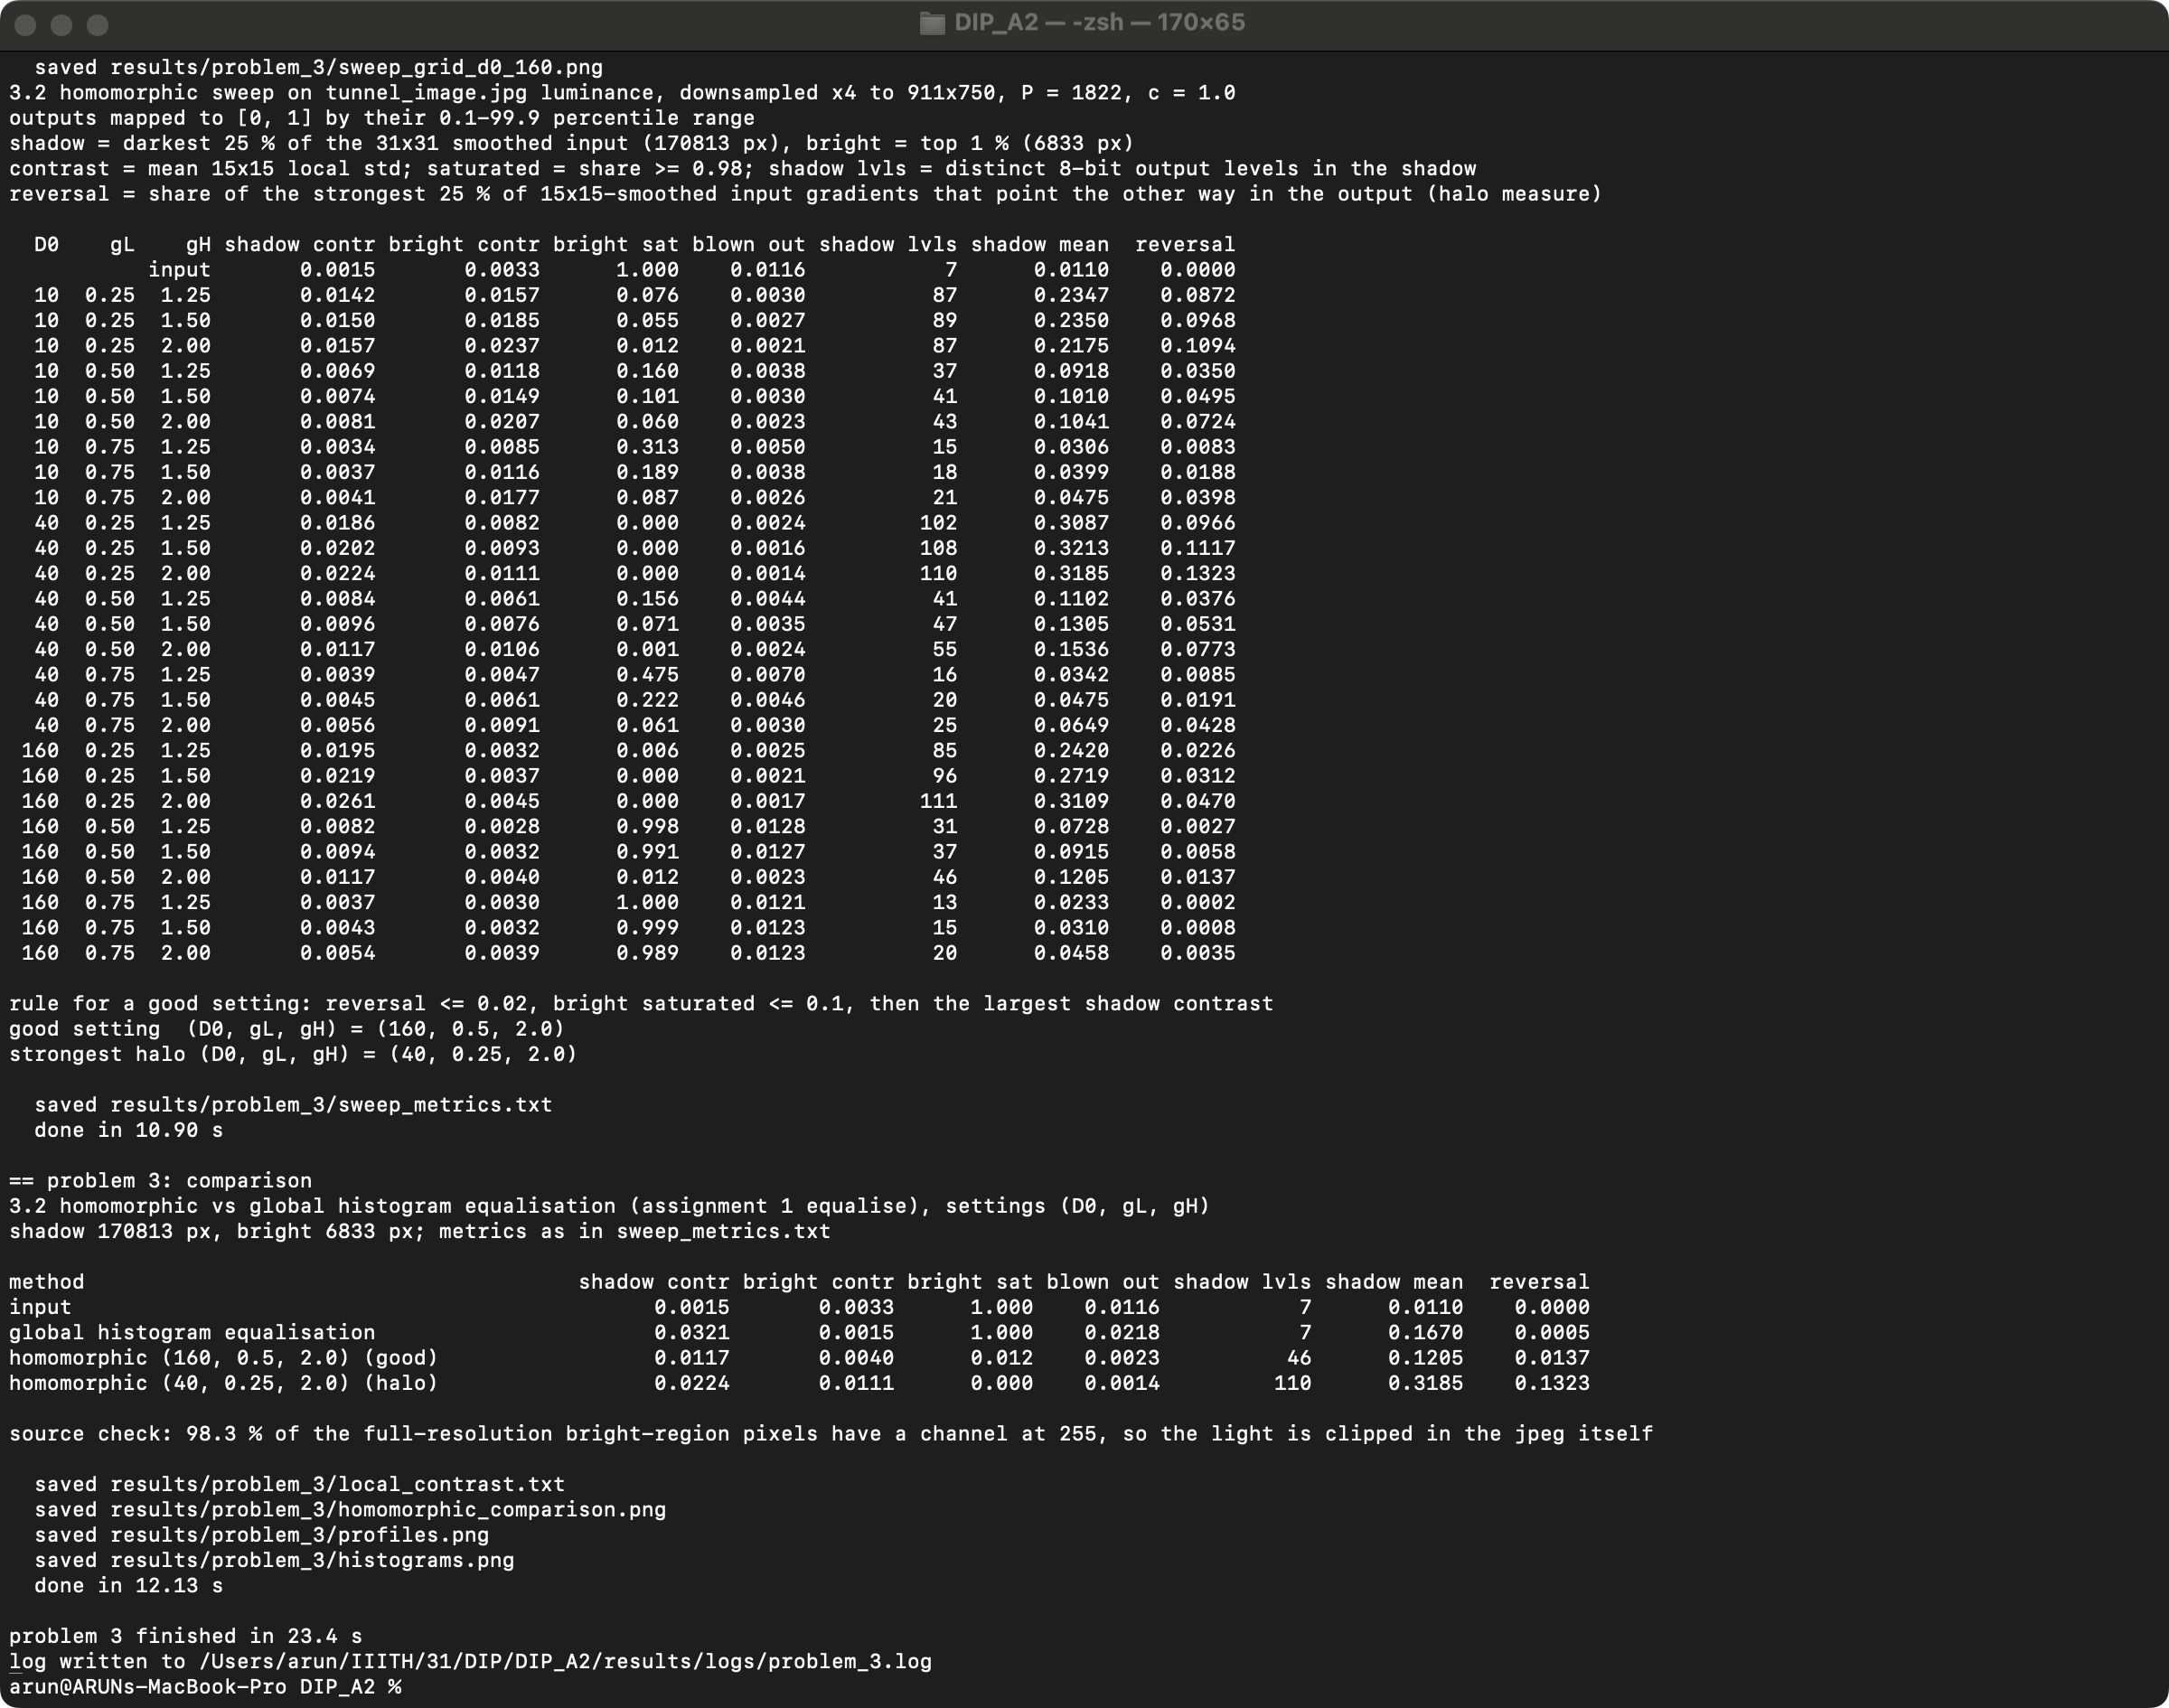 DIP_A2 — -zsh — 170×65
saved results/problem_3/sweep_grid_d0_160.png
3.2 homomorphic sweep on tunnel_image.jpg luminance, downsampled x4 to 911x750, P = 1822, c = 1.0
outputs mapped to [0, 1] by their 0.1-99.9 percentile range
shadow = darkest 25 % of the 31x31 smoothed input (170813 px), bright = top 1 % (6833 px)
contrast = mean 15x15 local std; saturated = share >= 0.98; shadow lvls = distinct 8-bit output levels in the shadow
reversal = share of the strongest 25 % of 15x15-smoothed input gradients that point the other way in the output (halo measure)
D0 gL gH shadow contr bright contr bright sat blown out shadow lvls shadow mean reversal
input 0.0015 0.0033 1.000 0.0116 7 0.0110 0.0000
10 0.25 1.25 0.0142 0.0157 0.076 0.0030 87 0.2347 0.0872
10 0.25 1.50 0.0150 0.0185 0.055 0.0027 89 0.2350 0.0968
10 0.25 2.00 0.0157 0.0237 0.012 0.0021 87 0.2175 0.1094
10 0.50 1.25 0.0069 0.0118 0.160 0.0038 37 0.0918 0.0350
10 0.50 1.50 0.0074 0.0149 0.101 0.0030 41 0.1010 0.0495
10 0.50 2.00 0.0081 0.0207 0.060 0.0023 43 0.1041 0.0724
10 0.75 1.25 0.0034 0.0085 0.313 0.0050 15 0.0306 0.0083
10 0.75 1.50 0.0037 0.0116 0.189 0.0038 18 0.0399 0.0188
10 0.75 2.00 0.0041 0.0177 0.087 0.0026 21 0.0475 0.0398
40 0.25 1.25 0.0186 0.0082 0.000 0.0024 102 0.3087 0.0966
40 0.25 1.50 0.0202 0.0093 0.000 0.0016 108 0.3213 0.1117
40 0.25 2.00 0.0224 0.0111 0.000 0.0014 110 0.3185 0.1323
40 0.50 1.25 0.0084 0.0061 0.156 0.0044 41 0.1102 0.0376
40 0.50 1.50 0.0096 0.0076 0.071 0.0035 47 0.1305 0.0531
40 0.50 2.00 0.0117 0.0106 0.001 0.0024 55 0.1536 0.0773
40 0.75 1.25 0.0039 0.0047 0.475 0.0070 16 0.0342 0.0085
40 0.75 1.50 0.0045 0.0061 0.222 0.0046 20 0.0475 0.0191
40 0.75 2.00 0.0056 0.0091 0.061 0.0030 25 0.0649 0.0428
160 0.25 1.25 0.0195 0.0032 0.006 0.0025 85 0.2420 0.0226
160 0.25 1.50 0.0219 0.0037 0.000 0.0021 96 0.2719 0.0312
160 0.25 2.00 0.0261 0.0045 0.000 0.0017 111 0.3109 0.0470
160 0.50 1.25 0.0082 0.0028 0.998 0.0128 31 0.0728 0.0027
160 0.50 1.50 0.0094 0.0032 0.991 0.0127 37 0.0915 0.0058
160 0.50 2.00 0.0117 0.0040 0.012 0.0023 46 0.1205 0.0137
160 0.75 1.25 0.0037 0.0030 1.000 0.0121 13 0.0233 0.0002
160 0.75 1.50 0.0043 0.0032 0.999 0.0123 15 0.0310 0.0008
160 0.75 2.00 0.0054 0.0039 0.989 0.0123 20 0.0458 0.0035
rule for a good setting: reversal <= 0.02, bright saturated <= 0.1, then the largest shadow contrast
good setting (D0, gL, gH) = (160, 0.5, 2.0)
strongest halo (D0, gL, gH) = (40, 0.25, 2.0)
saved results/problem_3/sweep_metrics.txt
done in 10.90 s
== problem 3: comparison
3.2 homomorphic vs global histogram equalisation (assignment 1 equalise), settings (D0, gL, gH)
shadow 170813 px, bright 6833 px; metrics as in sweep_metrics.txt
method shadow contr bright contr bright sat blown out shadow lvls shadow mean reversal
input 0.0015 0.0033 1.000 0.0116 7 0.0110 0.0000
global histogram equalisation 0.0321 0.0015 1.000 0.0218 7 0.1670 0.0005
homomorphic (160, 0.5, 2.0) (good) 0.0117 0.0040 0.012 0.0023 46 0.1205 0.0137
homomorphic (40, 0.25, 2.0) (halo) 0.0224 0.0111 0.000 0.0014 110 0.3185 0.1323
source check: 98.3 % of the full-resolution bright-region pixels have a channel at 255, so the light is clipped in the jpeg itself
saved results/problem_3/local_contrast.txt
saved results/problem_3/homomorphic_comparison.png
saved results/problem_3/profiles.png
saved results/problem_3/histograms.png
done in 12.13 s
problem 3 finished in 23.4 s
log written to /Users/arun/IIITH/31/DIP/DIP_A2/results/logs/problem_3.log
arun@ARUNs-MacBook-Pro DIP_A2 %